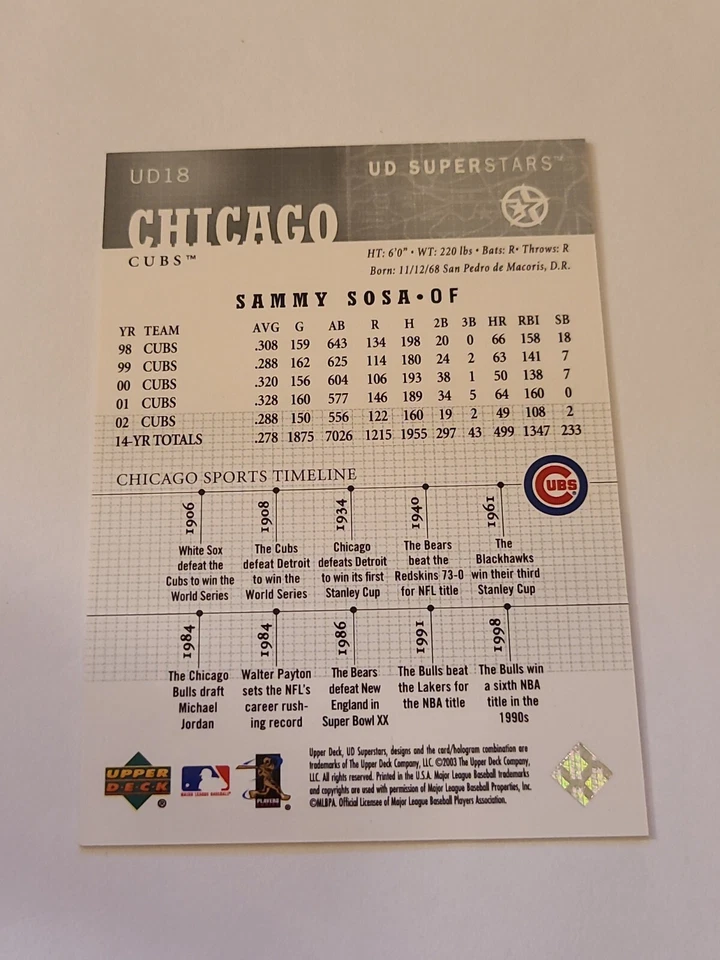 UD18
UD SUPERSTARS™
CHICAGO
CUBS™
HT: 6'0" • WT: 220 lbs • Bats: R • Throws: R
Born: 11/12/68 San Pedro de Macoris, D.R.
SAMMY SOSA • OF
YR TEAM AVG G AB R H 2B 3B HR RBI SB
98 CUBS .308 159 643 134 198 20 0 66 158 18
99 CUBS .288 162 625 114 180 24 2 63 141 7
00 CUBS .320 156 604 106 193 38 1 50 138 7
01 CUBS .328 160 577 146 189 34 5 64 160 0
02 CUBS .288 150 556 122 160 19 2 49 108 2
14-YR TOTALS .278 1875 7026 1215 1955 297 43 499 1347 233
CHICAGO SPORTS TIMELINE
CUBS
1906
White Sox
defeat the
Cubs to win the
World Series
1908
The Cubs
defeat Detroit
to win the
World Series
1934
Chicago
defeats Detroit
to win its first
Stanley Cup
1940
The Bears
beat the
Redskins 73-0
for NFL title
1961
The
Blackhawks
win their third
Stanley Cup
1984
The Chicago
Bulls draft
Michael
Jordan
1984
Walter Payton
sets the NFL's
career rush-
ing record
1986
The Bears
defeat New
England in
Super Bowl XX
1991
The Bulls beat
the Lakers for
the NBA title
1998
The Bulls win
a sixth NBA
title in the
1990s
UPPER
DECK
®
MAJOR LEAGUE BASEBALL
PLAYERS
Upper Deck, UD Superstars, designs and the card/hologram combination are
trademarks of The Upper Deck Company, LLC. ©2003 The Upper Deck Company,
LLC. All rights reserved. Printed in the U.S.A. Major League Baseball trademarks
and copyrights are used with permission of Major League Baseball Properties, Inc.
©MLBPA. Official Licensee of Major League Baseball Players Association.